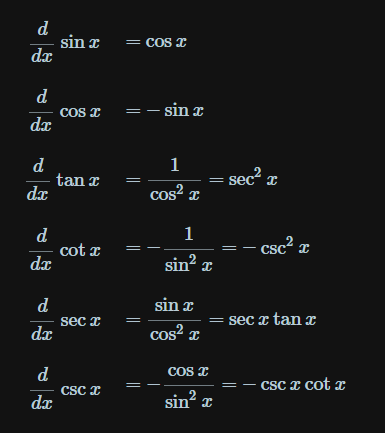 d/dx sin x = cos x
d/dx cos x = − sin x
d/dx tan x = 1/cos² x = sec² x
d/dx cot x = − 1/sin² x = − csc² x
d/dx sec x = sin x/cos² x = sec x tan x
d/dx csc x = − cos x/sin² x = − csc x cot x